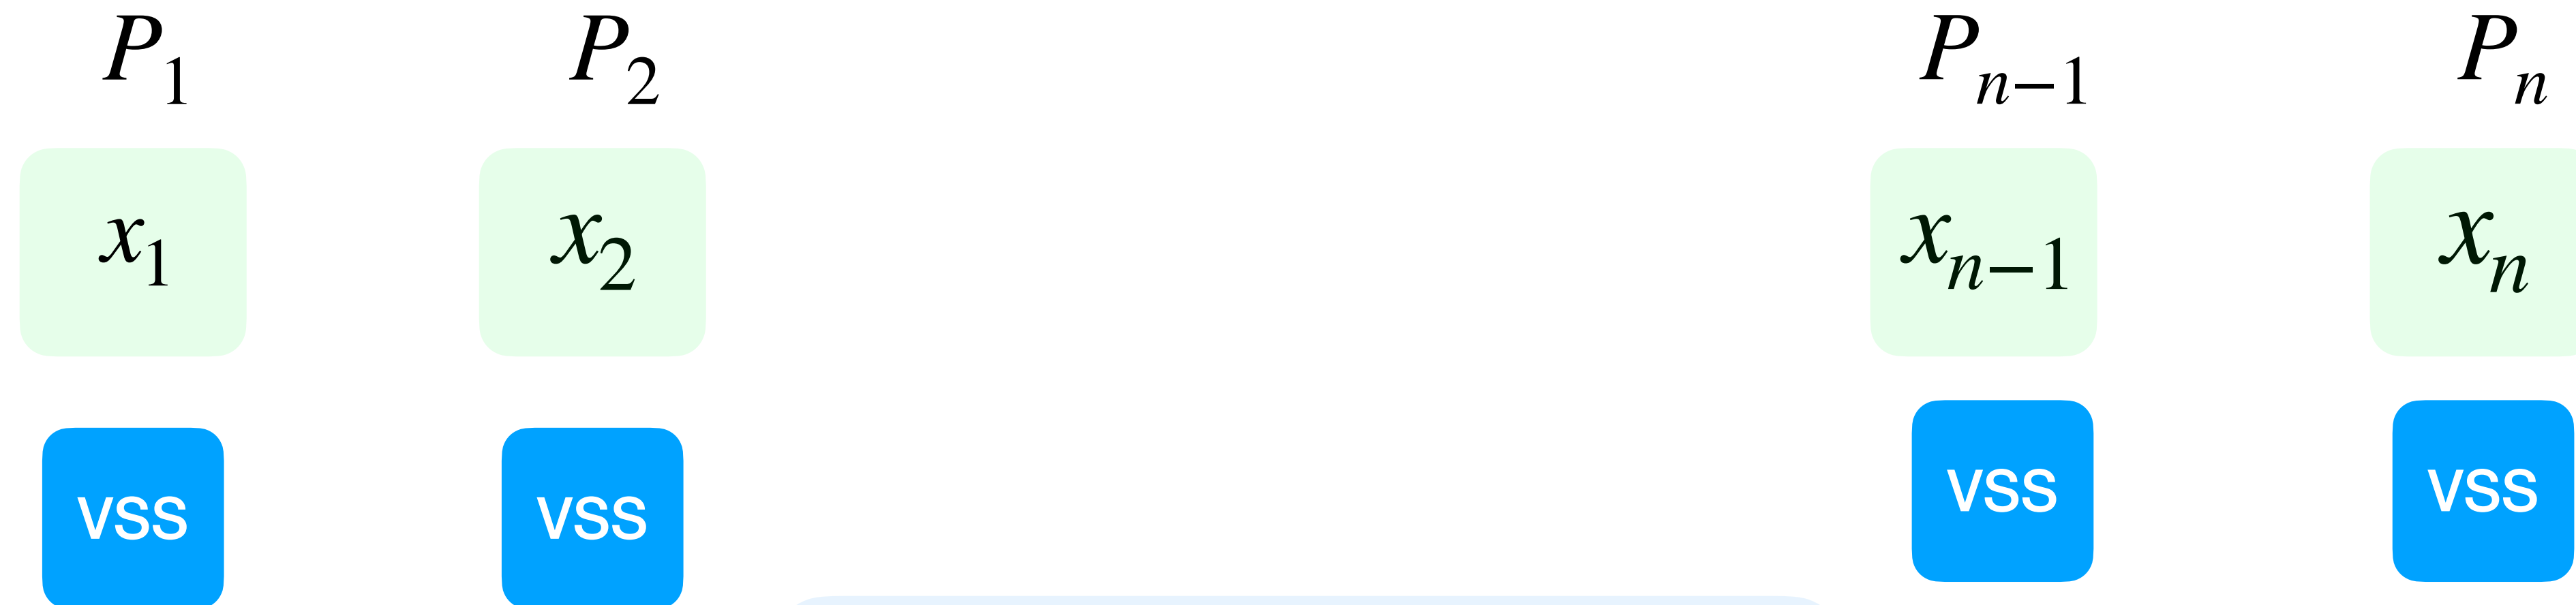 P₁ P₂ Pₙ₋₁ Pₙ
x₁ x₂ xₙ₋₁ xₙ
VSS VSS VSS VSS